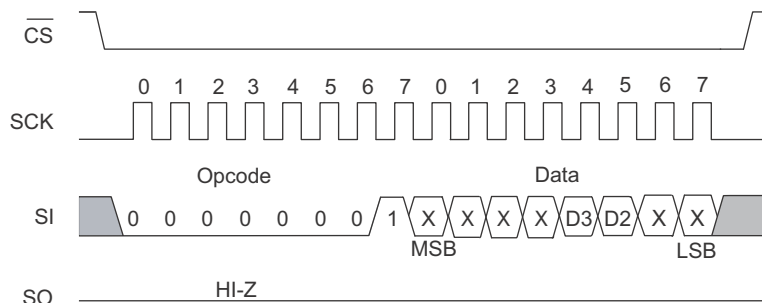 CS
0 1 2 3 4 5 6 7 0 1 2 3 4 5 6 7
SCK
Opcode Data
SI 0 0 0 0 0 0 0 1 X X X X D3 D2 X X
MSB LSB
HI-Z
SO